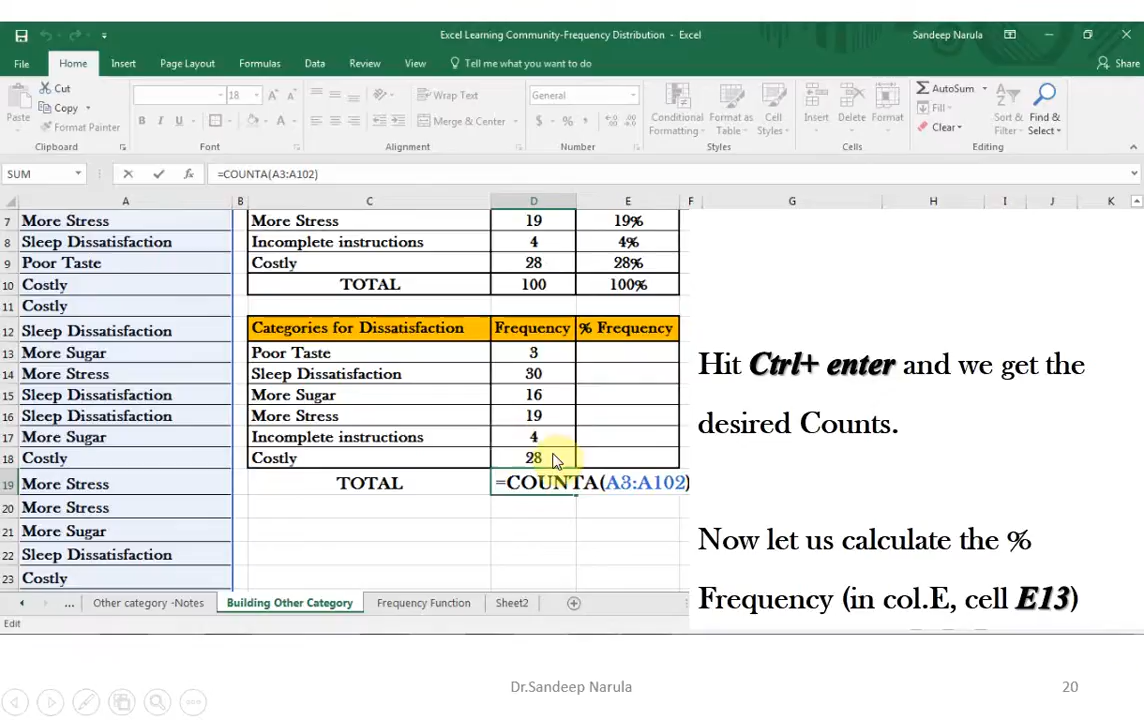 Excel Learning Community-Frequency Distribution - Excel
Sandeep Narula
File Home Insert Page Layout Formulas Data Review View Tell me what you want to do Share
Paste
Cut
Copy
Format Painter
Clipboard
18 A A
B I U A
Font
Wrap Text
Merge & Center
Alignment
General
$ % ,
Number
Conditional Formatting
Format as Table
Cell Styles
Styles
Insert
Delete
Format
Cells
AutoSum
Fill
Clear
Sort & Filter
Find & Select
Editing
SUM fx =COUNTA(A3:A102)
A B C D E F G H I J K
7 More Stress More Stress 19 19%
8 Sleep Dissatisfaction Incomplete instructions 4 4%
9 Poor Taste Costly 28 28%
10 Costly TOTAL 100 100%
11 Costly
12 Sleep Dissatisfaction Categories for Dissatisfaction Frequency % Frequency
13 More Sugar Poor Taste 3
14 More Stress Sleep Dissatisfaction 30
15 Sleep Dissatisfaction More Sugar 16
16 Sleep Dissatisfaction More Stress 19
17 More Sugar Incomplete instructions 4
18 Costly Costly 28
19 More Stress TOTAL =COUNTA(A3:A102)
20 More Stress
21 More Sugar
22 Sleep Dissatisfaction
23 Costly
Hit Ctrl+ enter and we get the
desired Counts.
Now let us calculate the %
Frequency (in col.E, cell E13)
... Other category -Notes Building Other Category Frequency Function Sheet2
Edit
Dr.Sandeep Narula
20